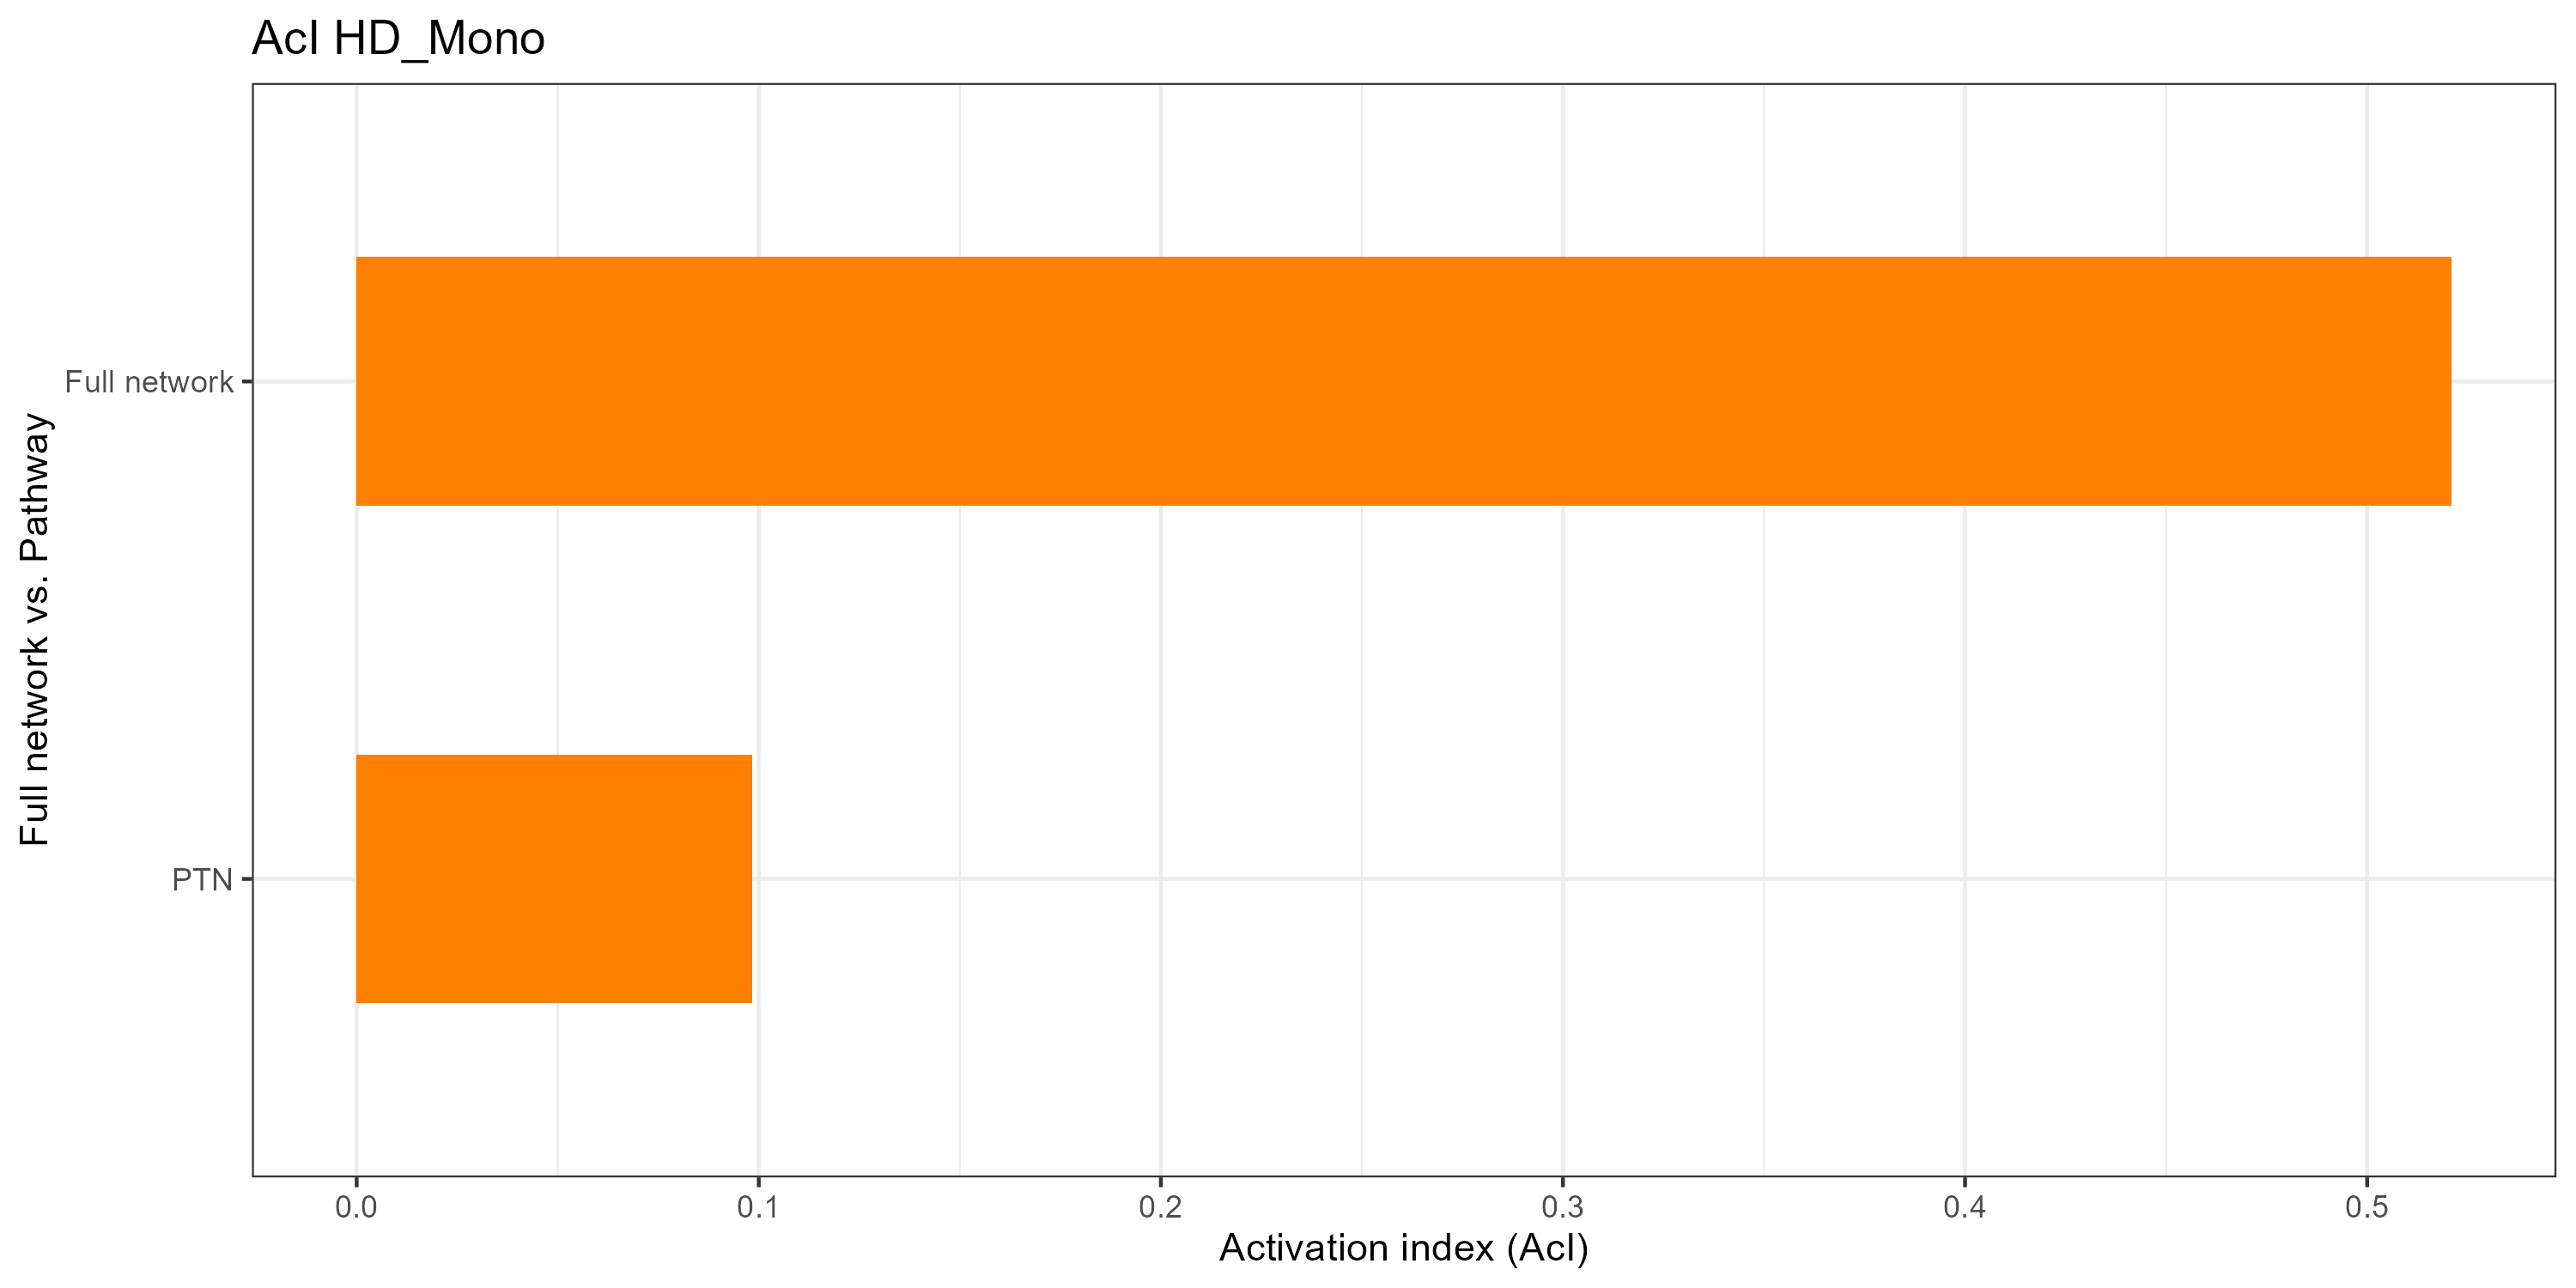 AcI HD_Mono
Full network vs. Pathway
Full network
PTN
0.0 0.1 0.2 0.3 0.4 0.5
Activation index (AcI)